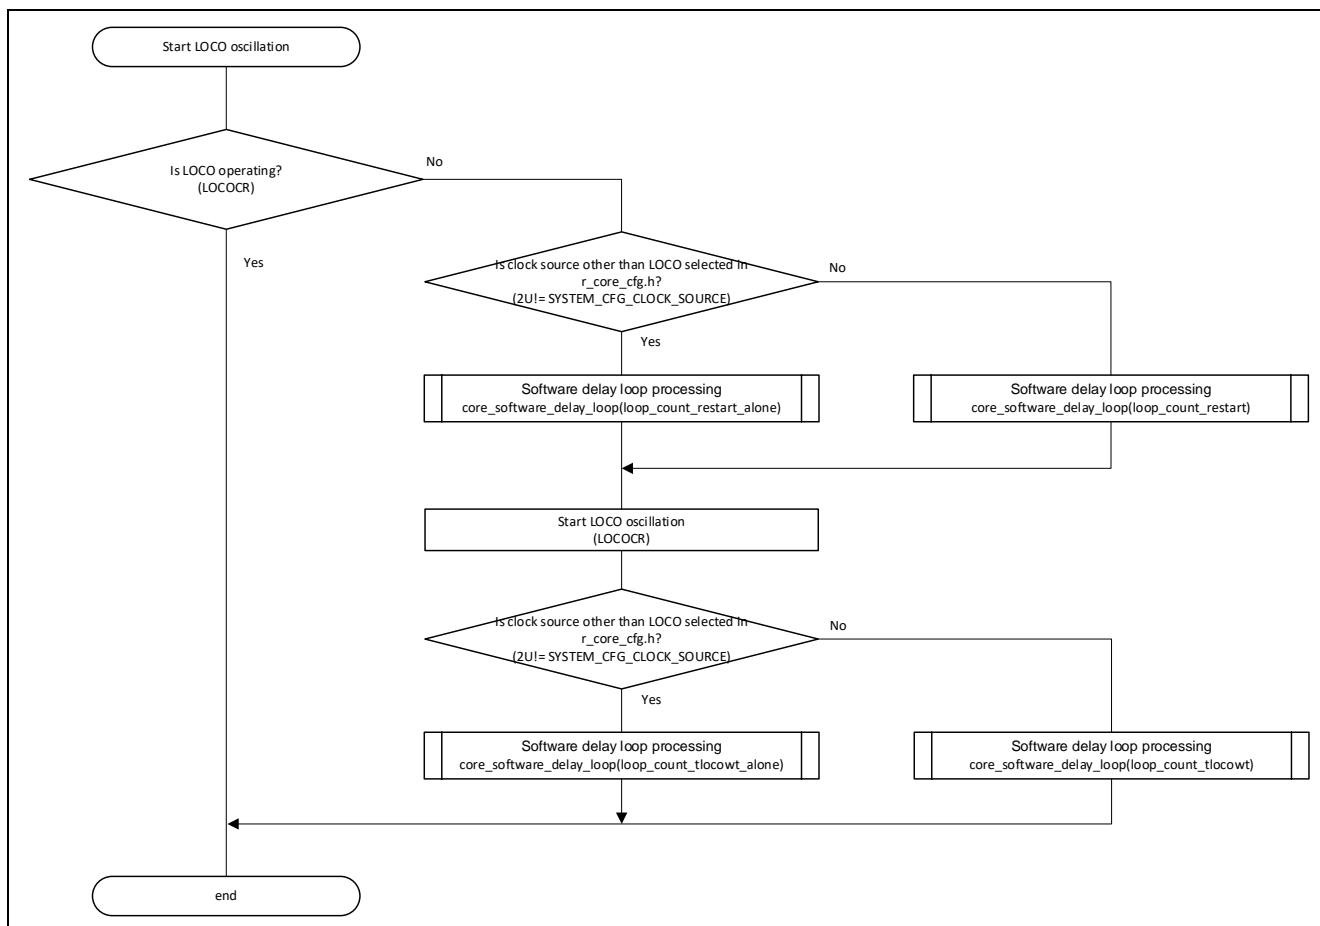 Start LOCO oscillation
Is LOCO operating?
(LOCOCR)
No
Yes
Is clock source other than LOCO selected in
r_core_cfg.h?
(2U!= SYSTEM_CFG_CLOCK_SOURCE)
No
Yes
Software delay loop processing
core_software_delay_loop(loop_count_restart_alone)
Software delay loop processing
core_software_delay_loop(loop_count_restart)
Start LOCO oscillation
(LOCOCR)
Is clock source other than LOCO selected in
r_core_cfg.h?
(2U!= SYSTEM_CFG_CLOCK_SOURCE)
No
Yes
Software delay loop processing
core_software_delay_loop(loop_count_tlocowt_alone)
Software delay loop processing
core_software_delay_loop(loop_count_tlocowt)
end